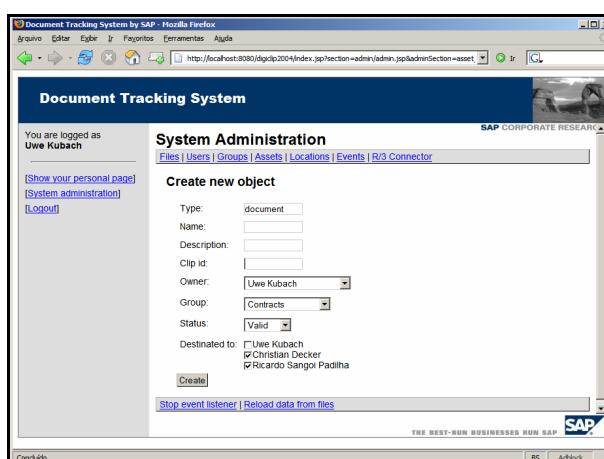 Document Tracking System by SAP - Mozilla Firefox
Arquivo Editar Exibir Ir Favoritos Ferramentas Ajuda
http://localhost:8080/digiclip2004/index.jsp?section=admin/admin.jsp&adminSection=asset_
Ir
G
Document Tracking System
SAP CORPORATE RESEARC
You are logged as
Uwe Kubach
[Show your personal page]
[System administration]
[Logout]
System Administration
Files | Users | Groups | Assets | Locations | Events | R/3 Connector
Create new object
Type: document
Name:
Description:
Clip id:
Owner: Uwe Kubach
Group: Contracts
Status: Valid
Destinated to: Uwe Kubach
Christian Decker
Ricardo Sangoi Padilha
Create
Stop event listener | Reload data from files
THE BEST-RUN BUSINESSES RUN SAP
SAP
Concluído
Adblock